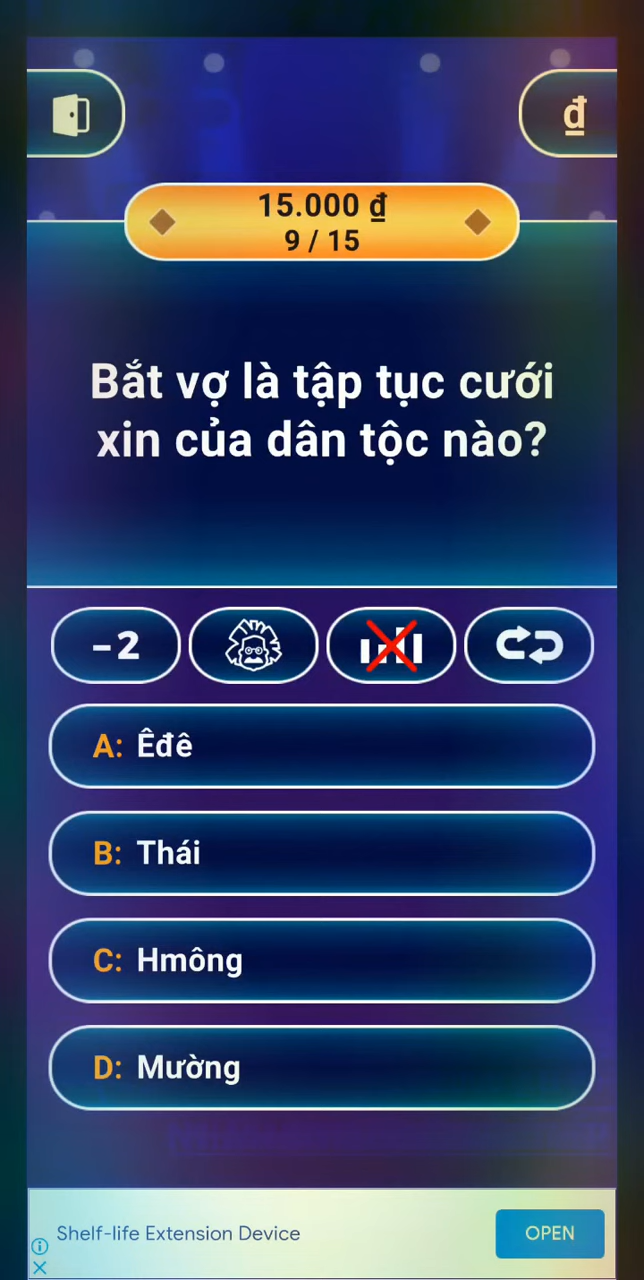 ₫
15.000 ₫
9 / 15
Bắt vợ là tập tục cưới
xin của dân tộc nào?
-2
A: Êđê
B: Thái
C: Hmông
D: Mường
Shelf-life Extension Device
OPEN